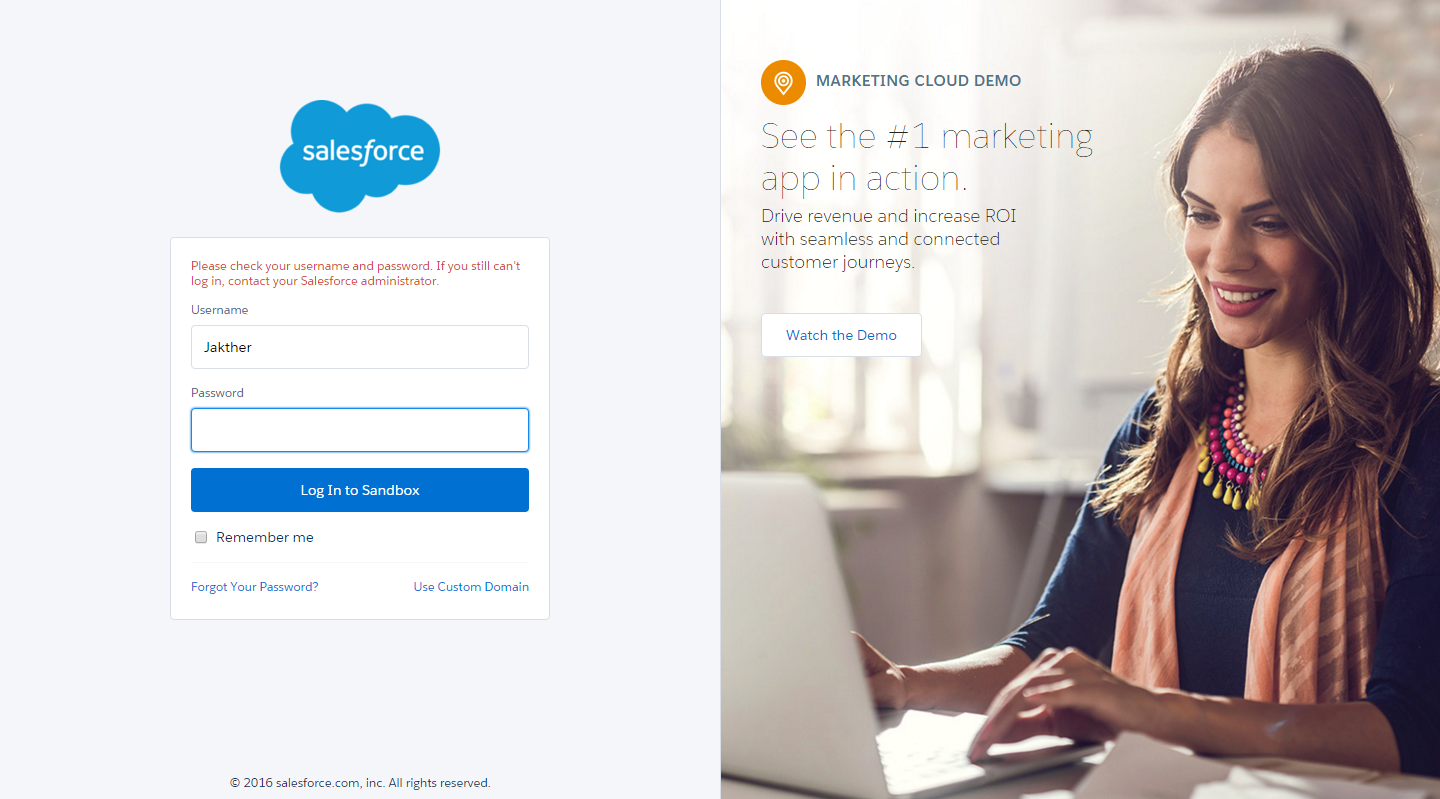 salesforce
Please check your username and password. If you still can't
log in, contact your Salesforce administrator.
Username
Jakther
Password
Log In to Sandbox
Remember me
Forgot Your Password?
Use Custom Domain
© 2016 salesforce.com, inc. All rights reserved.
MARKETING CLOUD DEMO
See the #1 marketing
app in action.
Drive revenue and increase ROI
with seamless and connected
customer journeys.
Watch the Demo